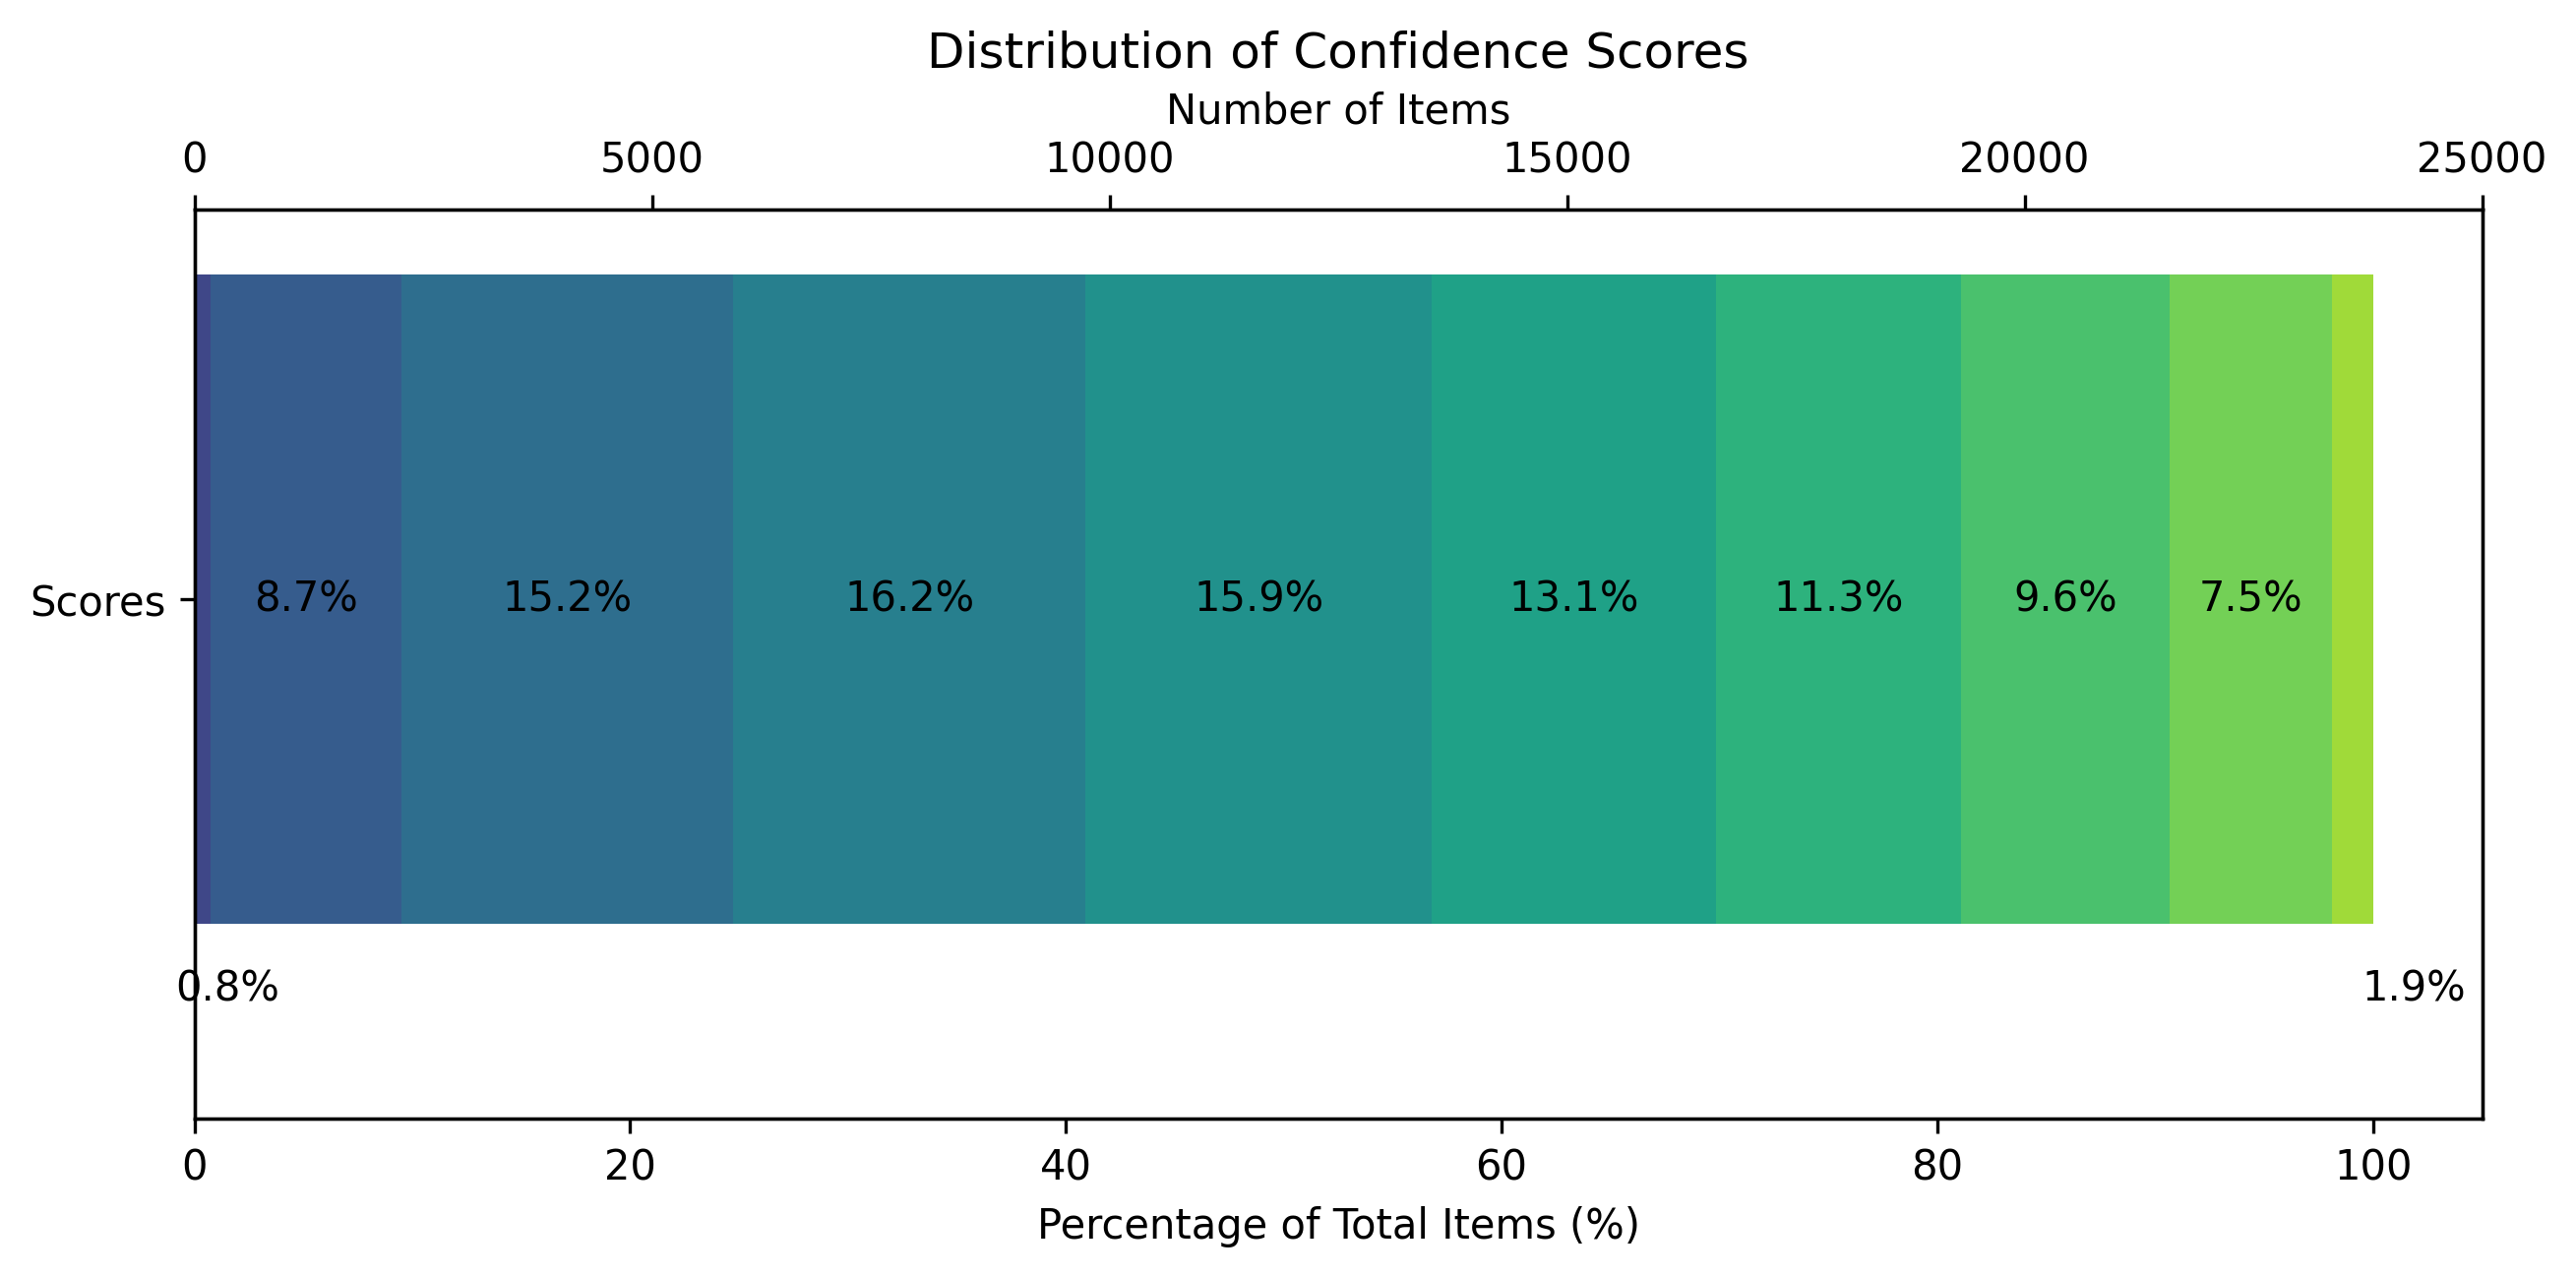 Distribution of Confidence Scores
Number of Items
0 5000 10000 15000 20000 25000
Scores 8.7% 15.2% 16.2% 15.9% 13.1% 11.3% 9.6% 7.5%
0.8% 1.9%
0 20 40 60 80 100
Percentage of Total Items (%)